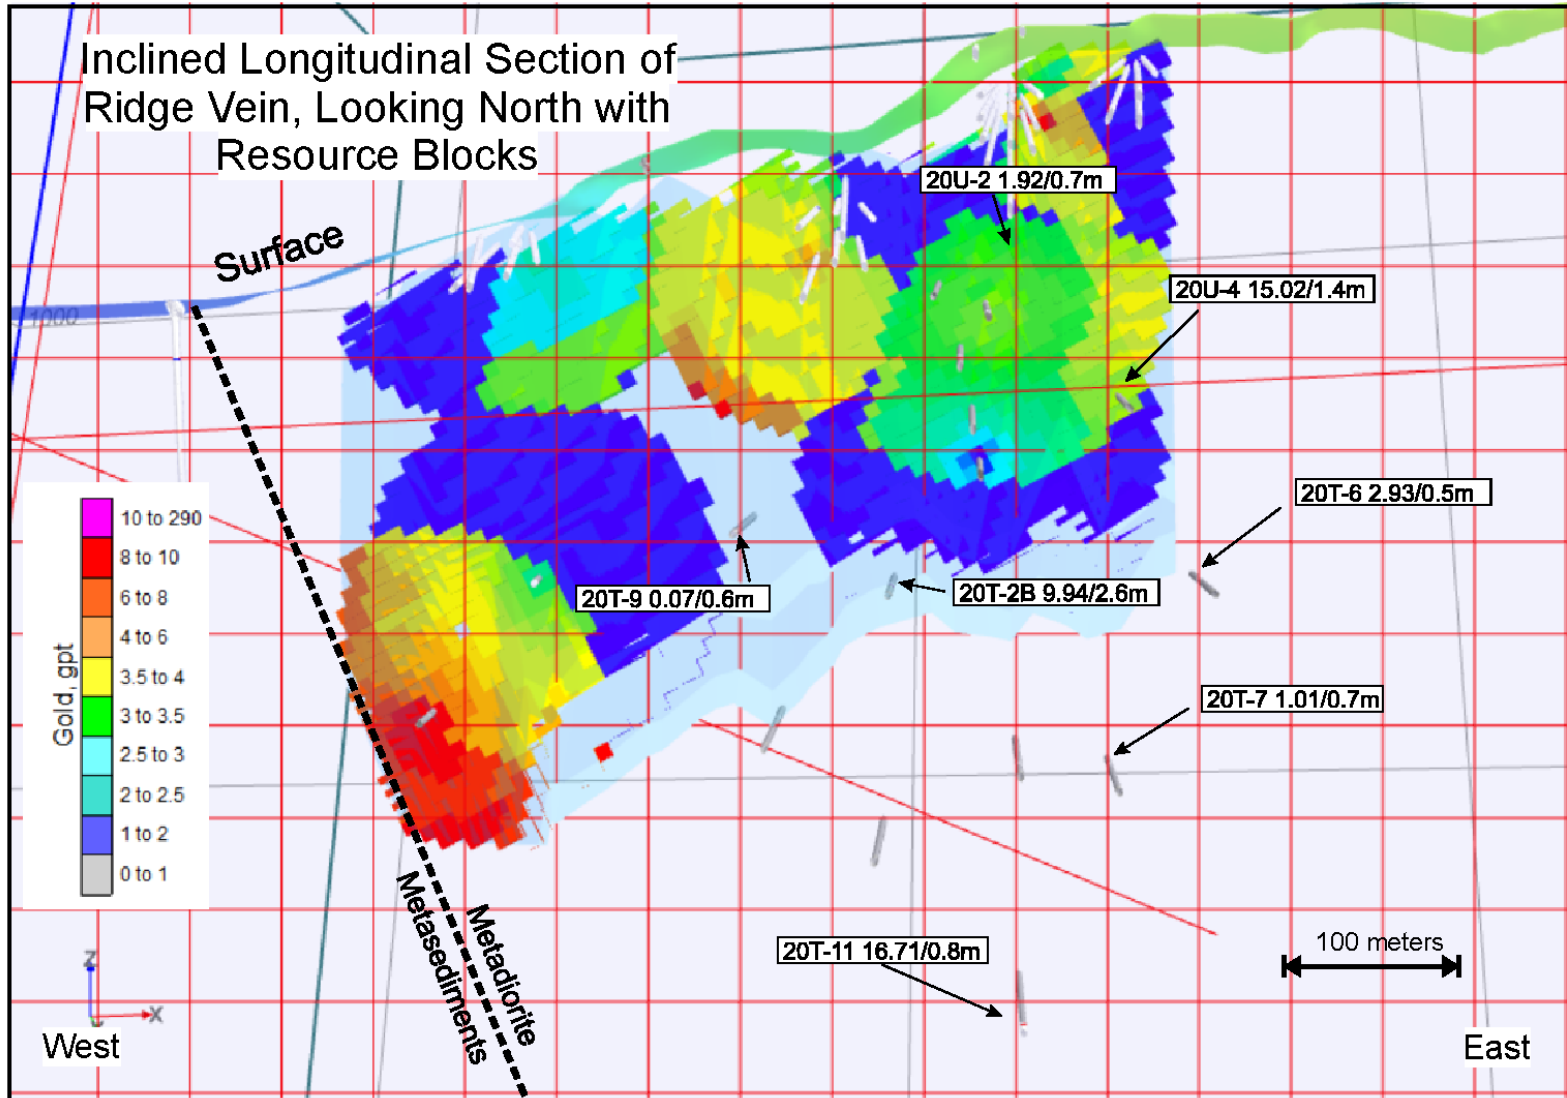 Inclined Longitudinal Section of
Ridge Vein, Looking North with
Resource Blocks
20U-2 1.92/0.7m
Surface
20U-4 15.02/1.4m
1000
20T-6 2.93/0.5m
20T-9 0.07/0.6m
20T-2B 9.94/2.6m
20T-7 1.01/0.7m
Gold, gpt
10 to 290
8 to 10
6 to 8
4 to 6
3.5 to 4
3 to 3.5
2.5 to 3
2 to 2.5
1 to 2
0 to 1
Metasediments
Metadiorite
20T-11 16.71/0.8m
100 meters
Z
X
West
East